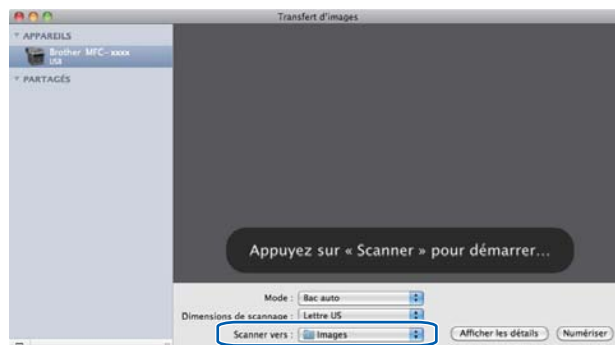 Transfert d'images
APPAREILS
Brother MFC-xxxx
USB
PARTAGÉS
Appuyez sur « Scanner » pour démarrer...
Mode : Bac auto
Dimensions de scannage : Lettre US
Scanner vers : Images
Afficher les détails Numériser